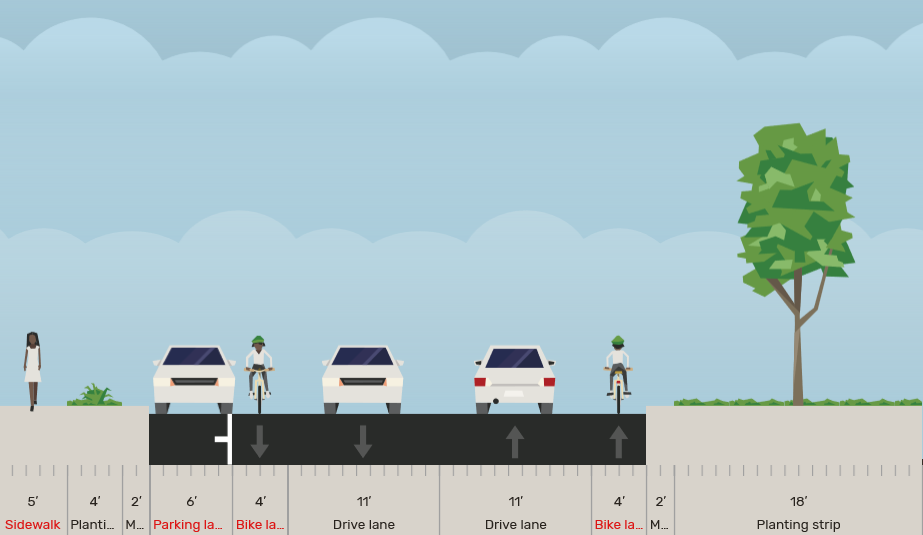 5′ 4′ 2′ 6′ 4′ 11′ 11′ 4′ 2′ 18′
Sidewalk Planti... M... Parking la... Bike la... Drive lane Drive lane Bike la... M... Planting strip